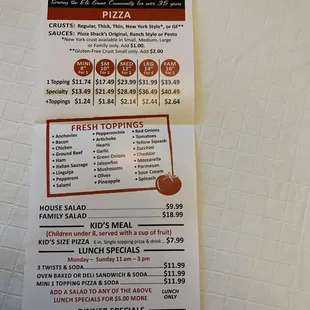 Serving the Elk Grove Community for over 35 years
PIZZA
CRUSTS: Regular, Thick, Thin, New York Style*, or GF**
SAUCES: Pizza Shack's Original, Ranch Style or Pesto
*New York crust available in Small, Medium, Large
or Family only. Add $1.00
**Gluten-Free Crust Small only. Add $2.00
MINI 8" SM 10" MED 12" LRG 14" FAM 16"
1 Topping $11.74 $17.49 $23.99 $31.99 $33.49
Specialty $13.49 $21.49 $28.49 $36.49 $40.49
+Toppings $1.24 $1.84 $2.14 $2.44 $2.64
FRESH TOPPINGS
• Anchovies • Pepperoncinis • Red Onions
• Bacon • Artichoke • Tomatoes
• Chicken Hearts • Yellow Squash
• Ground Beef • Garlic • Zucchini
• Ham • Green Onions • Cheddar
• Italian Sausage • Jalapeños • Mozzarella
• Linguiça • Mushrooms • Parmesan
• Pepperoni • Olives • Sour Cream
• Salami • Pineapple • Spinach
HOUSE SALAD $9.99
FAMILY SALAD $18.99
KID'S MEAL
(Children under 8, served with a cup of fruit)
KID'S SIZE PIZZA 6 in. Single topping pizza & drink $7.99
LUNCH SPECIALS
Monday – Sunday 11 am – 3 pm
3 TWISTS & SODA $11.99
OVEN BAKED OR DELI SANDWICH & SODA $11.99
MINI 1 TOPPING PIZZA & SODA $11.99
ADD A SALAD TO ANY OF THE ABOVE LUNCH
LUNCH SPECIALS FOR $5.00 MORE ONLY
DINNER SPECIALS